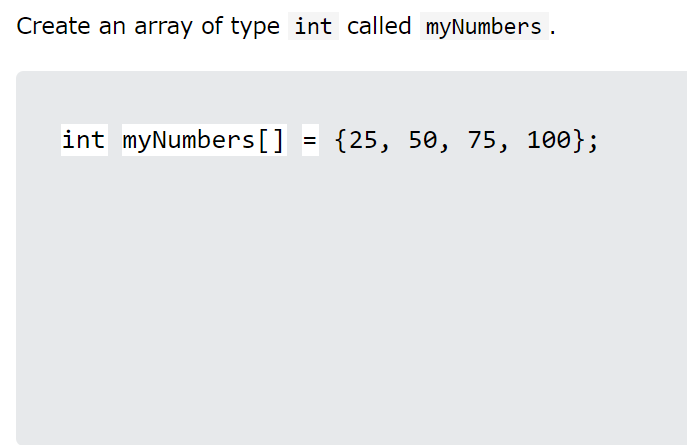 Create an array of type int called myNumbers.
int myNumbers[] = {25, 50, 75, 100};